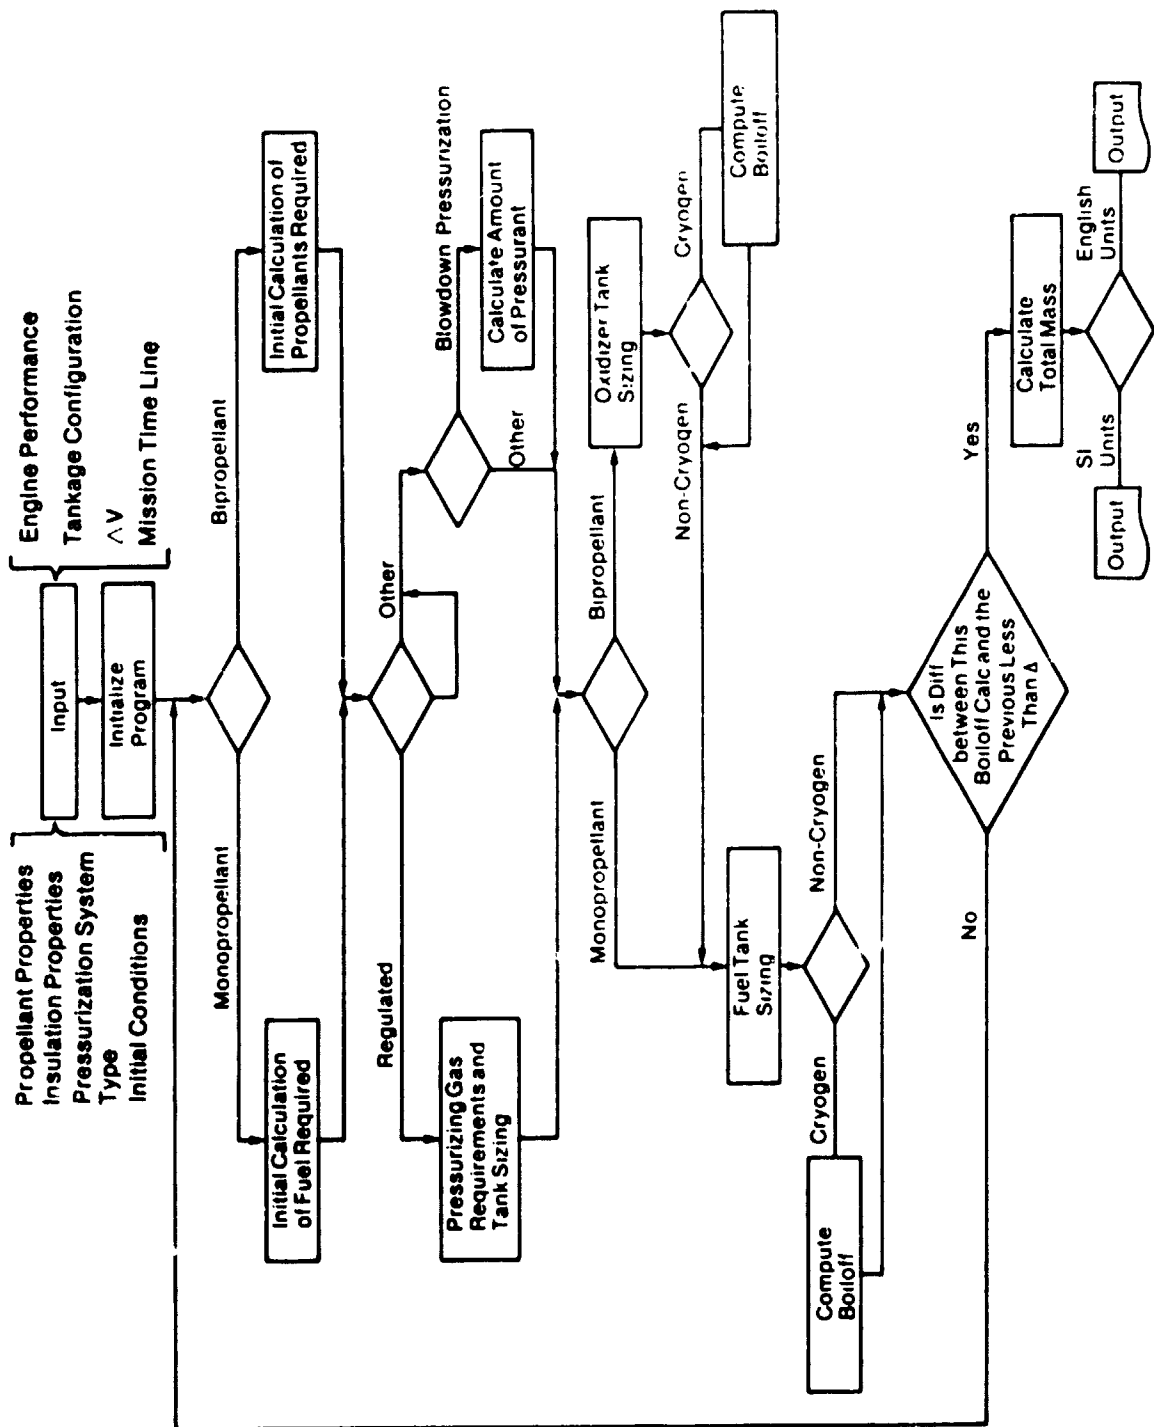 Propellant Properties
Insulation Properties
Pressurization System
Type
Initial Conditions
Input
Engine Performance
Tankage Configuration
ΔV
Mission Time Line
Initialize
Program
Monopropellant
Bipropellant
Initial Calculation
of Fuel Required
Initial Calculation of
Propellants Required
Regulated
Other
Blowdown Pressurization
Pressurizing Gas
Requirements and
Tank Sizing
Calculate Amount
of Pressurant
Other
Monopropellant
Bipropellant
Oxidizer Tank
Sizing
Non-Cryogen
Cryogen
Compute
Boiloff
Fuel Tank
Sizing
Cryogen
Non-Cryogen
Compute
Boiloff
Is Diff
between This
Boiloff Calc and the
Previous Less
Than Δ
No
Yes
Calculate
Total Mass
SI
Units
English
Units
Output
Output